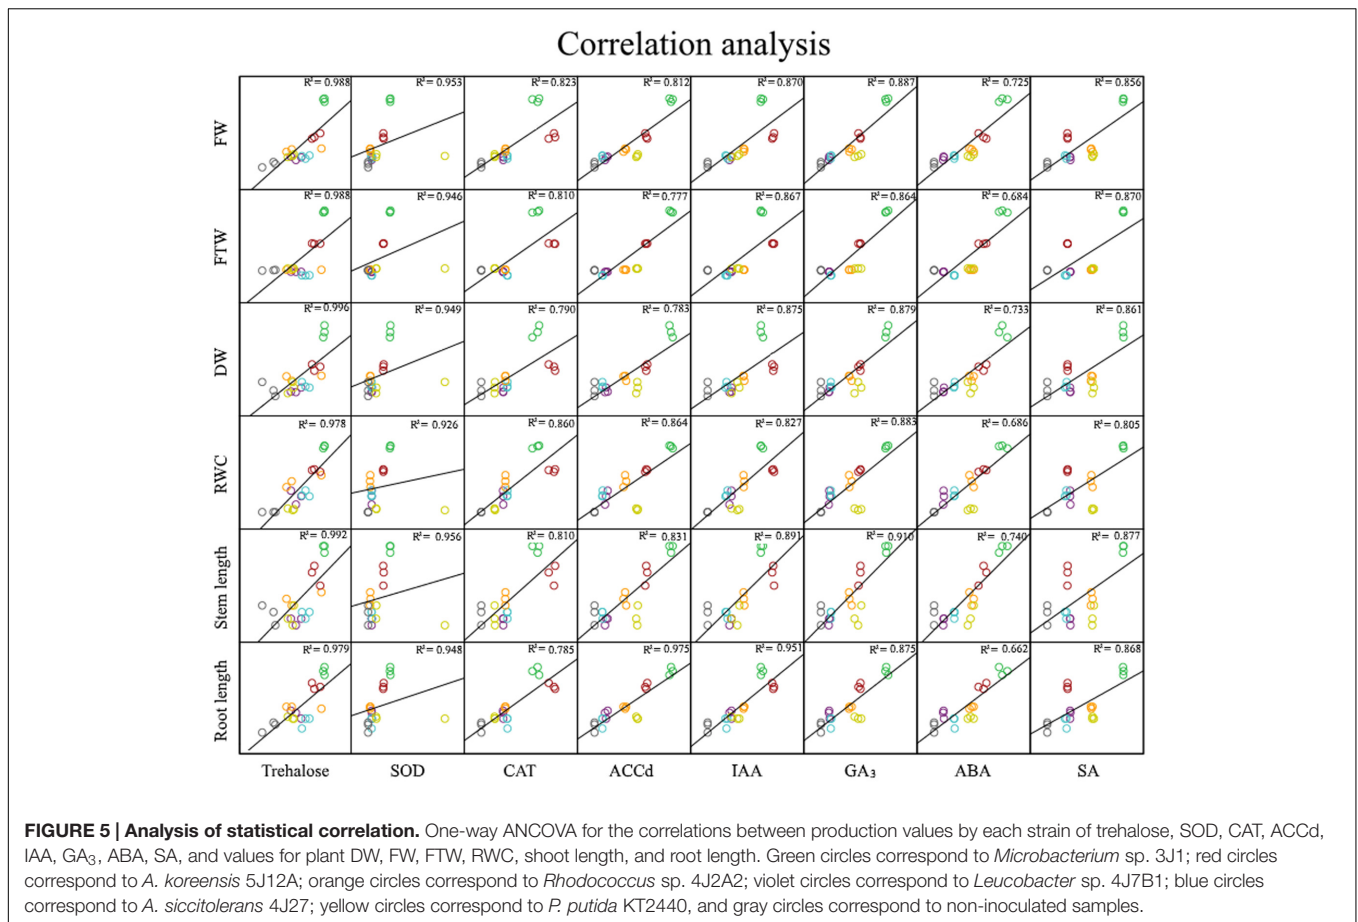 Correlation analysis
FW
R² = 0.988 R² = 0.953 R² = 0.823 R² = 0.812 R² = 0.870 R² = 0.887 R² = 0.725 R² = 0.856
FTW
R² = 0.988 R² = 0.946 R² = 0.810 R² = 0.777 R² = 0.867 R² = 0.864 R² = 0.684 R² = 0.870
DW
R² = 0.996 R² = 0.949 R² = 0.790 R² = 0.783 R² = 0.875 R² = 0.879 R² = 0.733 R² = 0.861
RWC
R² = 0.978 R² = 0.926 R² = 0.860 R² = 0.864 R² = 0.827 R² = 0.883 R² = 0.686 R² = 0.805
Stem length
R² = 0.992 R² = 0.956 R² = 0.810 R² = 0.831 R² = 0.891 R² = 0.910 R² = 0.740 R² = 0.877
Root length
R² = 0.979 R² = 0.948 R² = 0.785 R² = 0.975 R² = 0.951 R² = 0.875 R² = 0.662 R² = 0.868
Trehalose SOD CAT ACCd IAA GA₃ ABA SA
FIGURE 5 | Analysis of statistical correlation. One-way ANCOVA for the correlations between production values by each strain of trehalose, SOD, CAT, ACCd,
IAA, GA₃, ABA, SA, and values for plant DW, FW, FTW, RWC, shoot length, and root length. Green circles correspond to Microbacterium sp. 3J1; red circles
correspond to A. koreensis 5J12A; orange circles correspond to Rhodococcus sp. 4J2A2; violet circles correspond to Leucobacter sp. 4J7B1; blue circles
correspond to A. siccitolerans 4J27; yellow circles correspond to P. putida KT2440, and gray circles correspond to non-inoculated samples.